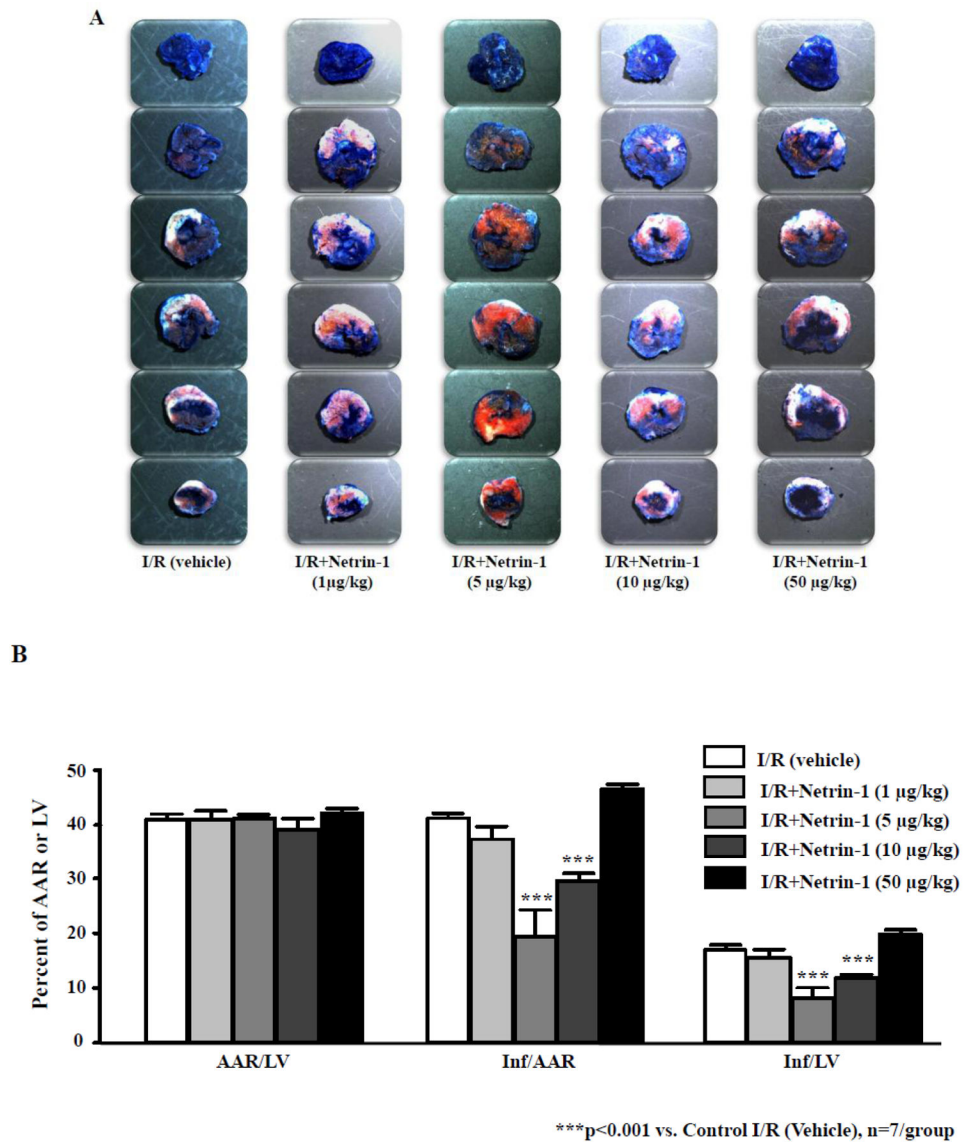 A
I/R (vehicle)
I/R+Netrin-1
(1µg/kg)
I/R+Netrin-1
(5 µg/kg)
I/R+Netrin-1
(10 µg/kg)
I/R+Netrin-1
(50 µg/kg)
B
Percent of AAR or LV
50
40
30
20
10
0
***
***
***
***
AAR/LV
Inf/AAR
Inf/LV
I/R (vehicle)
I/R+Netrin-1 (1 µg/kg)
I/R+Netrin-1 (5 µg/kg)
I/R+Netrin-1 (10 µg/kg)
I/R+Netrin-1 (50 µg/kg)
***p<0.001 vs. Control I/R (Vehicle), n=7/group